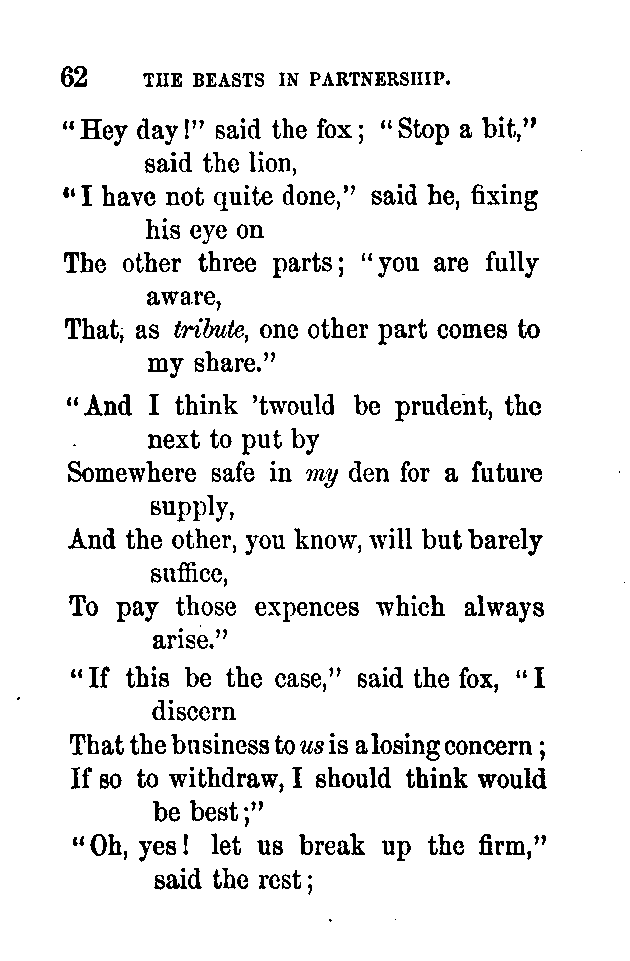 62 THE BEASTS IN PARTNERSHIP.
"Hey day!" said the fox; "Stop a bit,"
said the lion,
"I have not quite done," said he, fixing
his eye on
The other three parts; "you are fully
aware,
That, as tribute, one other part comes to
my share."
"And I think 'twould be prudent, the
next to put by
Somewhere safe in my den for a future
supply,
And the other, you know, will but barely
suffice,
To pay those expences which always
arise."
"If this be the case," said the fox, "I
discern
That the business to us is a losing concern;
If so to withdraw, I should think would
be best;"
"Oh, yes! let us break up the firm,"
said the rest;